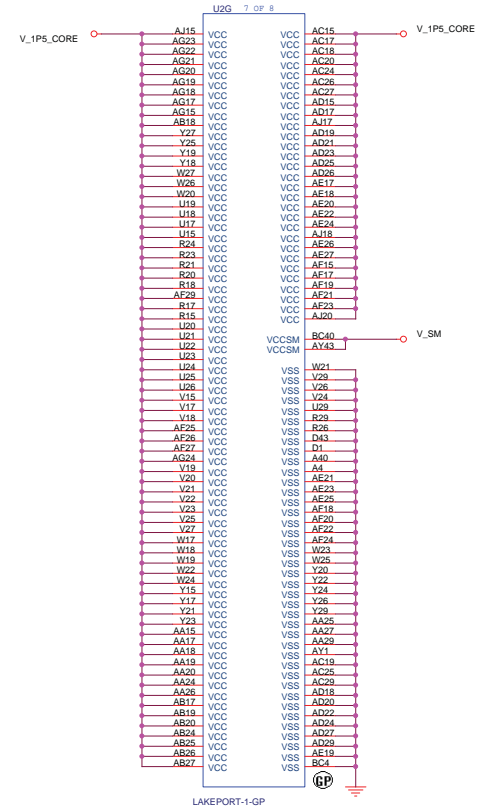 U2G 7 OF 8
V_1P5_CORE
AJ15 VCC
AG23 VCC
AG22 VCC
AG21 VCC
AG20 VCC
AG19 VCC
AG18 VCC
AG17 VCC
AG15 VCC
AB18 VCC
Y27 VCC
Y25 VCC
Y19 VCC
Y18 VCC
W27 VCC
W26 VCC
W20 VCC
U19 VCC
U18 VCC
U17 VCC
U15 VCC
R24 VCC
R23 VCC
R21 VCC
R20 VCC
R18 VCC
AF29 VCC
R17 VCC
R15 VCC
U20 VCC
U21 VCC
U22 VCC
U23 VCC
U24 VCC
U25 VCC
U26 VCC
V15 VCC
V17 VCC
V18 VCC
AF25 VCC
AF26 VCC
AF27 VCC
AG24 VCC
V19 VCC
V20 VCC
V21 VCC
V22 VCC
V23 VCC
V25 VCC
V27 VCC
W17 VCC
W18 VCC
W19 VCC
W22 VCC
W24 VCC
Y15 VCC
Y17 VCC
Y21 VCC
Y23 VCC
AA15 VCC
AA17 VCC
AA18 VCC
AA19 VCC
AA20 VCC
AA24 VCC
AA26 VCC
AB17 VCC
AB19 VCC
AB20 VCC
AB24 VCC
AB25 VCC
AB26 VCC
AB27 VCC
V_1P5_CORE
VCC AC15
VCC AC17
VCC AC18
VCC AC20
VCC AC24
VCC AC26
VCC AC27
VCC AD15
VCC AD17
VCC AJ17
VCC AD19
VCC AD21
VCC AD23
VCC AD25
VCC AD26
VCC AE17
VCC AE18
VCC AE20
VCC AE22
VCC AE24
VCC AJ18
VCC AE26
VCC AE27
VCC AF15
VCC AF17
VCC AF19
VCC AF21
VCC AF23
VCC AJ20
V_SM
VCCSM BC40
VCCSM AY43
VSS W21
VSS V29
VSS V26
VSS V24
VSS U29
VSS R29
VSS R26
VSS D43
VSS D1
VSS A40
VSS A4
VSS AE21
VSS AE23
VSS AE25
VSS AF18
VSS AF20
VSS AF22
VSS AF24
VSS W23
VSS W25
VSS Y20
VSS Y22
VSS Y24
VSS Y26
VSS Y29
VSS AA25
VSS AA27
VSS AA29
VSS AY1
VSS AC19
VSS AC25
VSS AC29
VSS AD18
VSS AD20
VSS AD22
VSS AD24
VSS AD27
VSS AD29
VSS AE19
VSS BC4
GP
LAKEPORT-1-GP